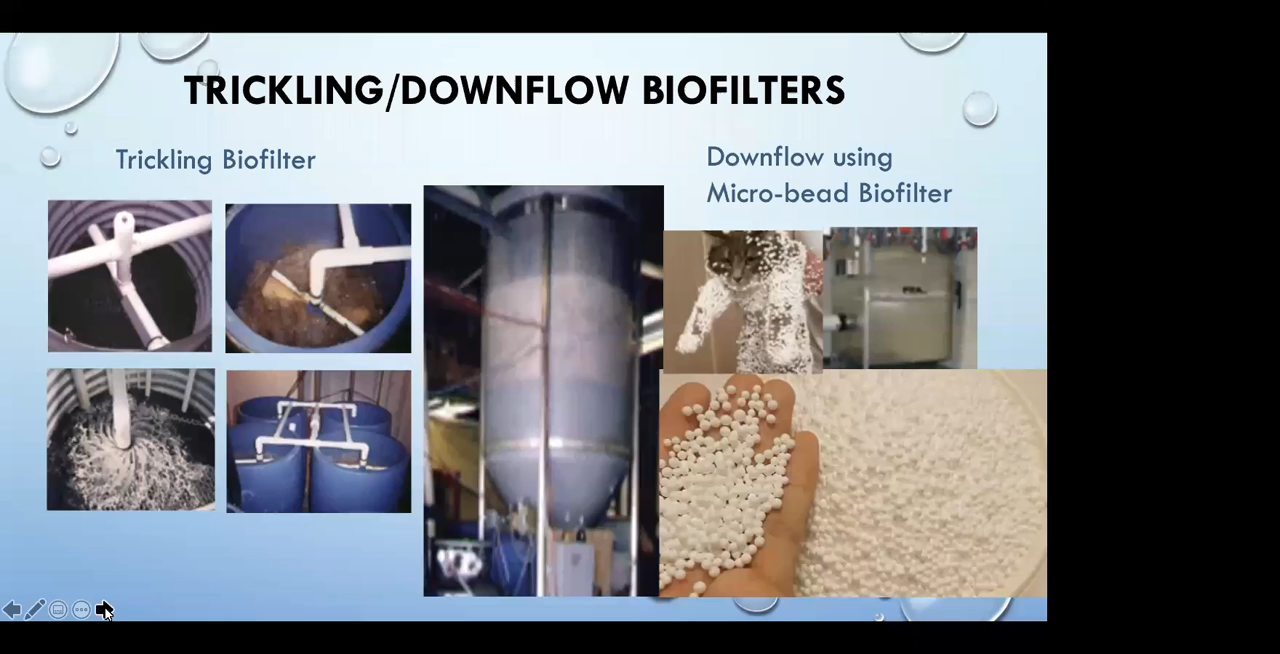 TRICKLING/DOWNFLOW BIOFILTERS
Trickling Biofilter
Downflow using
Micro-bead Biofilter